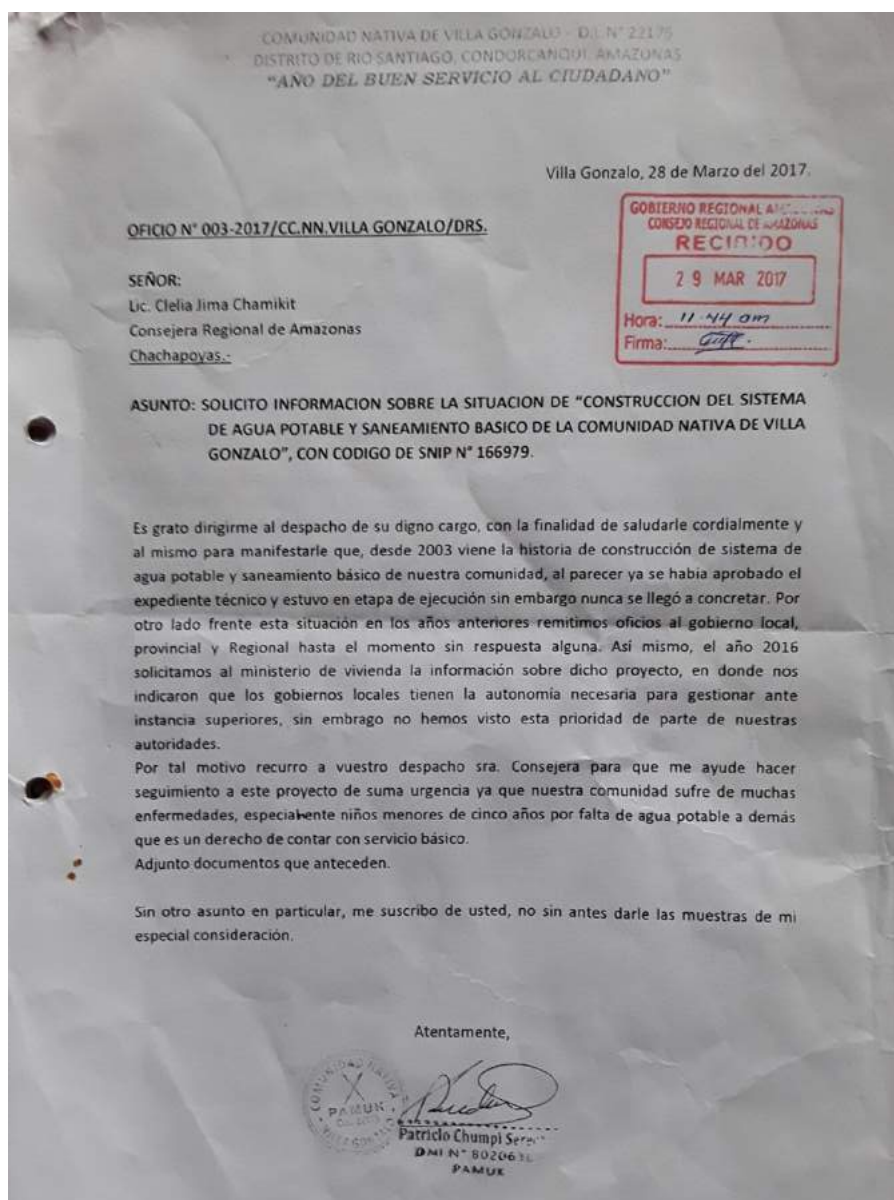 COMUNIDAD NATIVA DE VILLA GONZALO - D.L. N° 22175
DISTRITO DE RIO SANTIAGO, CONDORCANQUI, AMAZONAS
"AÑO DEL BUEN SERVICIO AL CIUDADANO"
Villa Gonzalo, 28 de Marzo del 2017.
OFICIO N° 003-2017/CC.NN.VILLA GONZALO/DRS.
GOBIERNO REGIONAL
CONSEJO REGIONAL DE AMAZONAS
RECIBIDO
29 MAR 2017
Hora: 11:44 am
Firma:
SEÑOR:
Lic. Clelia Jima Chamikit
Consejera Regional de Amazonas
Chachapoyas.-
ASUNTO: SOLICITO INFORMACION SOBRE LA SITUACION DE "CONSTRUCCION DEL SISTEMA
DE AGUA POTABLE Y SANEAMIENTO BASICO DE LA COMUNIDAD NATIVA DE VILLA
GONZALO", CON CODIGO DE SNIP N° 166979.
Es grato dirigirme al despacho de su digno cargo, con la finalidad de saludarle cordialmente y
al mismo para manifestarle que, desde 2003 viene la historia de construcción de sistema de
agua potable y saneamiento básico de nuestra comunidad, al parecer ya se había aprobado el
expediente técnico y estuvo en etapa de ejecución sin embargo nunca se llegó a concretar. Por
otro lado frente esta situación en los años anteriores remitimos oficios al gobierno local,
provincial y Regional hasta el momento sin respuesta alguna. Así mismo, el año 2016
solicitamos al ministerio de vivienda la información sobre dicho proyecto, en donde nos
indicaron que los gobiernos locales tienen la autonomía necesaria para gestionar ante
instancia superiores, sin embrago no hemos visto esta prioridad de parte de nuestras
autoridades.
Por tal motivo recurro a vuestro despacho sra. Consejera para que me ayude hacer
seguimiento a este proyecto de suma urgencia ya que nuestra comunidad sufre de muchas
enfermedades, especialmente niños menores de cinco años por falta de agua potable a demás
que es un derecho de contar con servicio básico.
Adjunto documentos que anteceden.
Sin otro asunto en particular, me suscribo de usted, no sin antes darle las muestras de mi
especial consideración.
Atentamente,
COMUNIDAD NATIVA
PAMUK
VILLA GONZALO
Patricio Chumpi
DNI N°
PAMUK